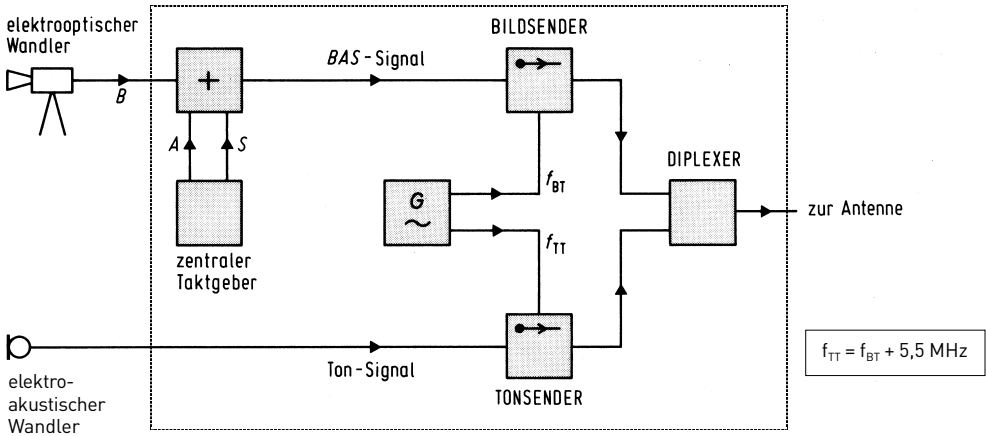 elektrooptischer
Wandler
B
+
A
S
zentraler
Taktgeber
BAS-Signal
BILDSENDER
G
~
f_BT
f_TT
DIPLEXER
zur Antenne
Ton-Signal
TONSENDER
elektro-
akustischer
Wandler
f_TT = f_BT + 5,5 MHz